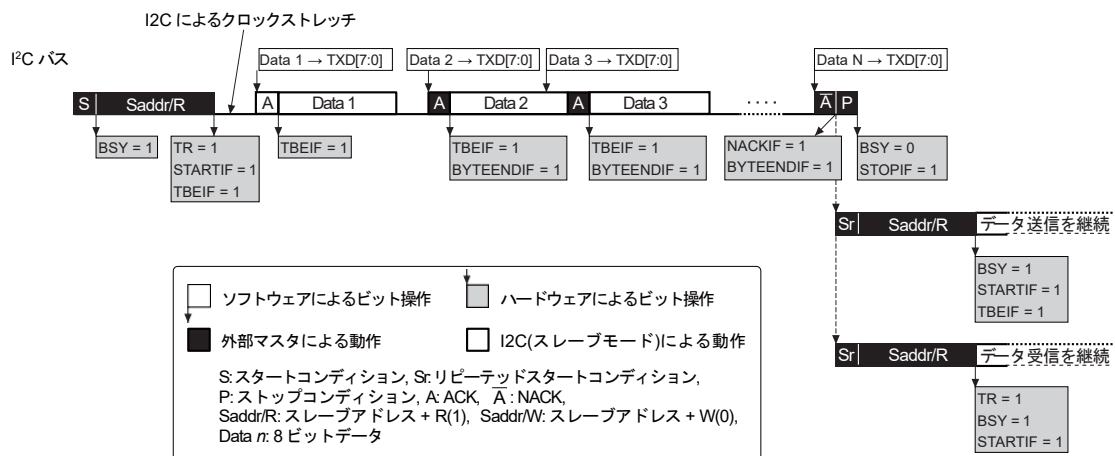 I2C によるクロックストレッチ
I²C バス
Data 1 → TXD[7:0]
Data 2 → TXD[7:0]
Data 3 → TXD[7:0]
Data N → TXD[7:0]
S Saddr/R A Data 1 A Data 2 A Data 3 ···· A̅ P
BSY = 1
TR = 1
STARTIF = 1
TBEIF = 1
TBEIF = 1
TBEIF = 1
BYTEENDIF = 1
TBEIF = 1
BYTEENDIF = 1
NACKIF = 1
BYTEENDIF = 1
BSY = 0
STOPIF = 1
Sr Saddr/R データ送信を継続
BSY = 1
STARTIF = 1
TBEIF = 1
Sr Saddr/R データ受信を継続
TR = 1
BSY = 1
STARTIF = 1
ソフトウェアによるビット操作
ハードウェアによるビット操作
外部マスタによる動作
I2C(スレーブモード)による動作
S: スタートコンディション, Sr: リピーテッドスタートコンディション,
P: ストップコンディション, A: ACK, A̅ : NACK,
Saddr/R: スレーブアドレス + R(1), Saddr/W: スレーブアドレス + W(0),
Data n: 8 ビットデータ